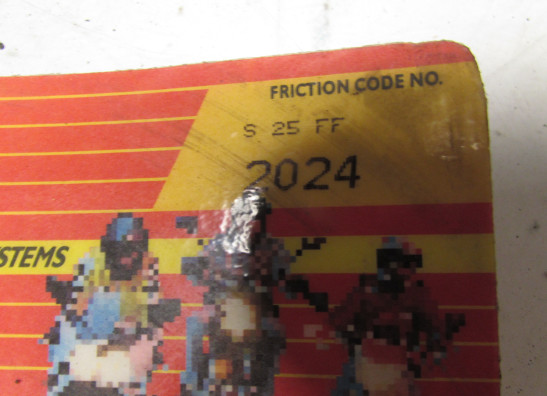 FRICTION CODE NO.
S 25 FF
2024
STEMS